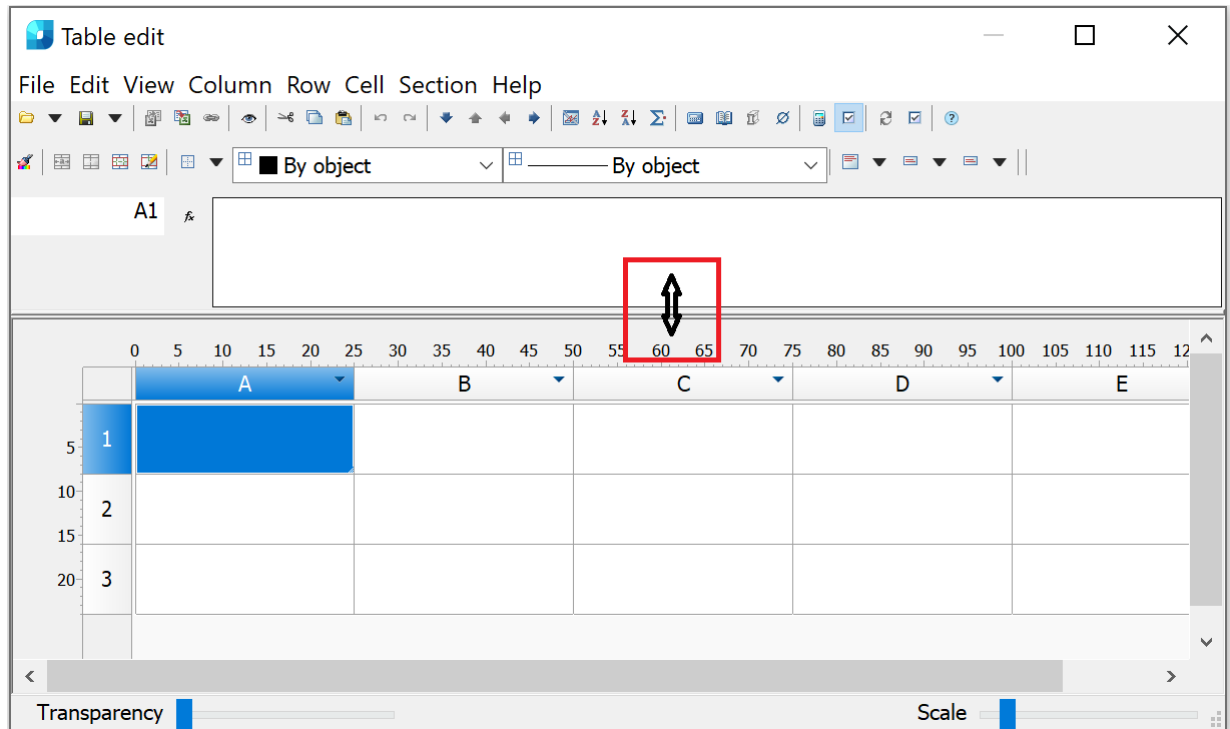 Table edit
File Edit View Column Row Cell Section Help
By object By object
A1 fx
0 5 10 15 20 25 30 35 40 45 50 55 60 65 70 75 80 85 90 95 100 105 110 115 12
A B C D E
1
5
10
2
15
20 3
Transparency Scale